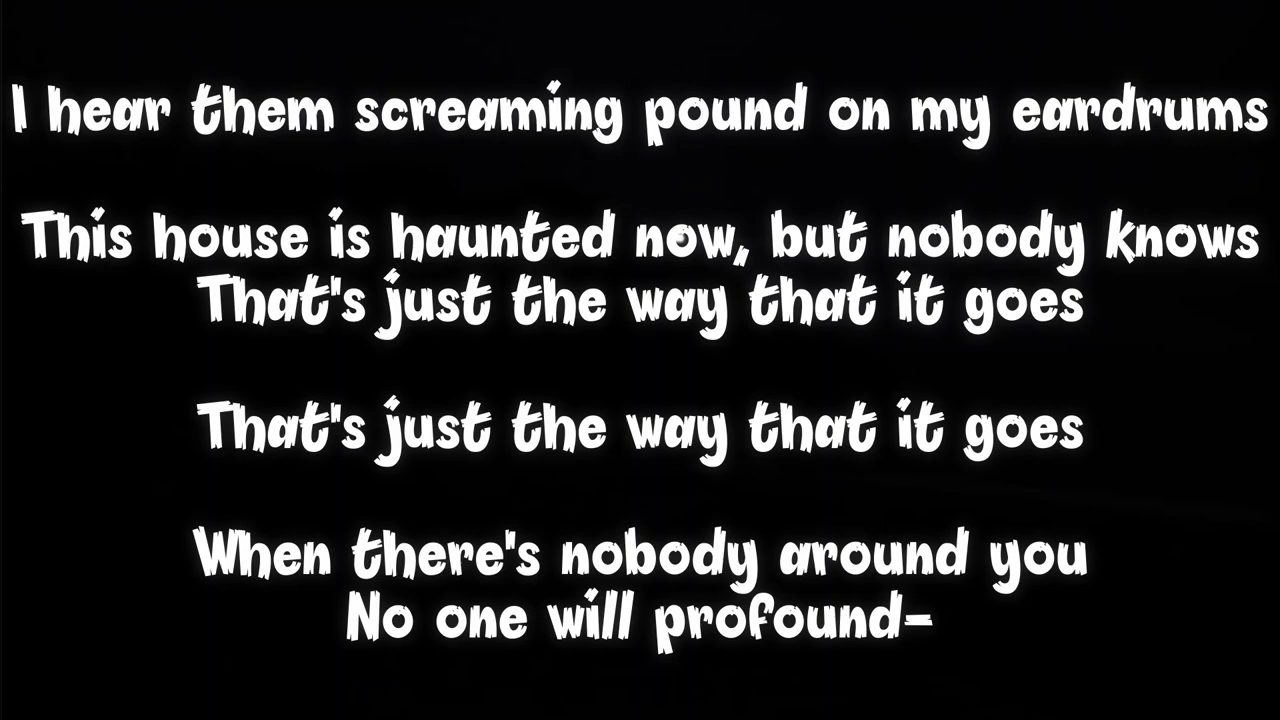 I hear them screaming pound on my eardrums
This house is haunted now, but nobody knows
That's just the way that it goes
That's just the way that it goes
When there's nobody around you
No one will profound-